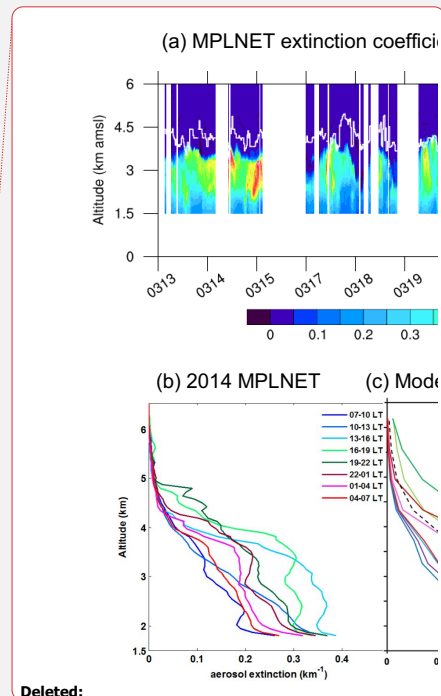 (a) MPLNET extinction coeffici
6
4.5
3
1.5
0
Altitude (km amsl)
0313
0314
0315
0317
0318
0319
0 0.1 0.2 0.3
(b) 2014 MPLNET (c) Mode
07-10 LT
10-13 LT
13-16 LT
16-19 LT
19-22 LT
22-01 LT
01-04 LT
04-07 LT
6
5
4
3
2
1.5
Altitude (km)
0 0.1 0.2 0.3 0.4 0 0
aerosol extinction (km⁻¹)
Deleted: